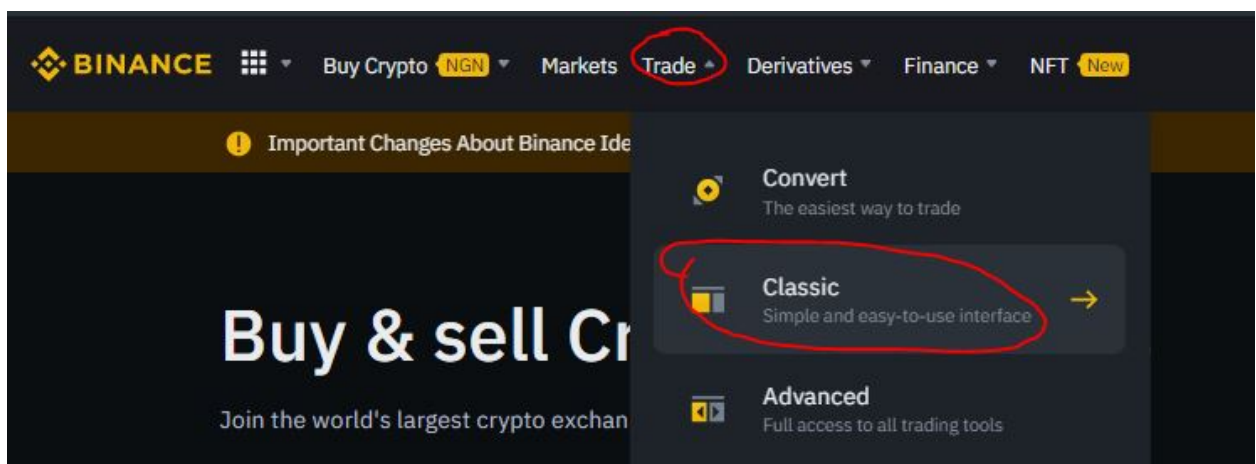 BINANCE Buy Crypto NGN Markets Trade Derivatives Finance NFT New
Important Changes About Binance Ide
Convert
The easiest way to trade
Classic
Simple and easy-to-use interface
Buy & sell Cr
Advanced
Join the world's largest crypto exchan
Full access to all trading tools